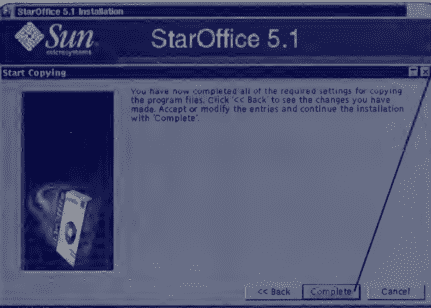 StarOffice 5.1 Installation
Sun
microsystems
StarOffice 5.1
Start Copying
You have now completed all of the required settings for copying
the program files. Click '<< Back' to see the changes you have
made. Accept or modify the entries and continue the installation
with 'Complete'.
<< Back
Complete
Cancel